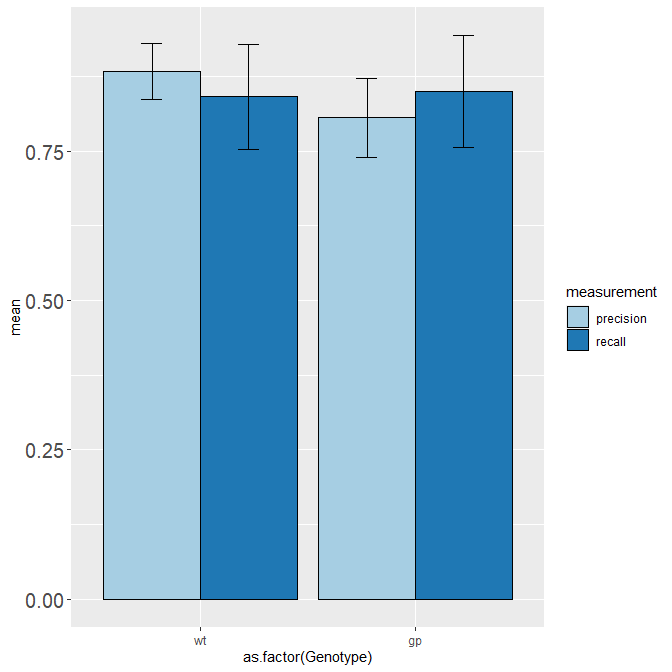 mean
0.75
0.50
0.25
0.00
wt gp
as.factor(Genotype)
measurement
precision
recall